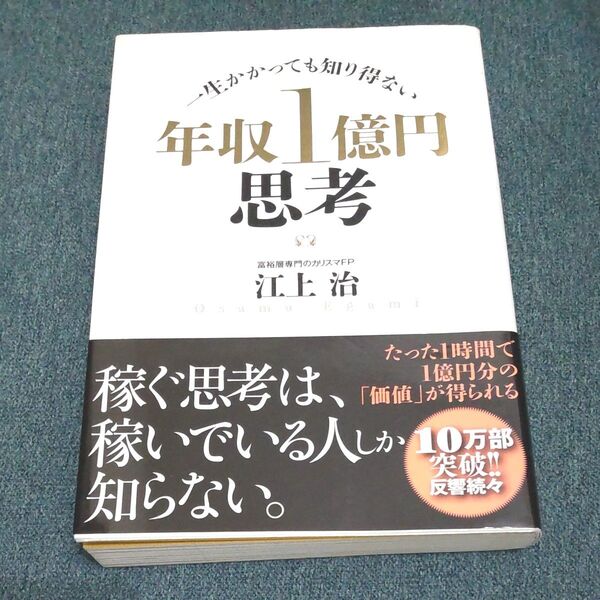 一生かかっても知り得ない
年収1億円
思考
富裕層専門のカリスマFP
江上 治
Osamu Egami
たった1時間で
1億円分の
「価値」が得られる
稼ぐ思考は、
稼いでいる人しか
知らない。
10万部
突破!!
反響続々